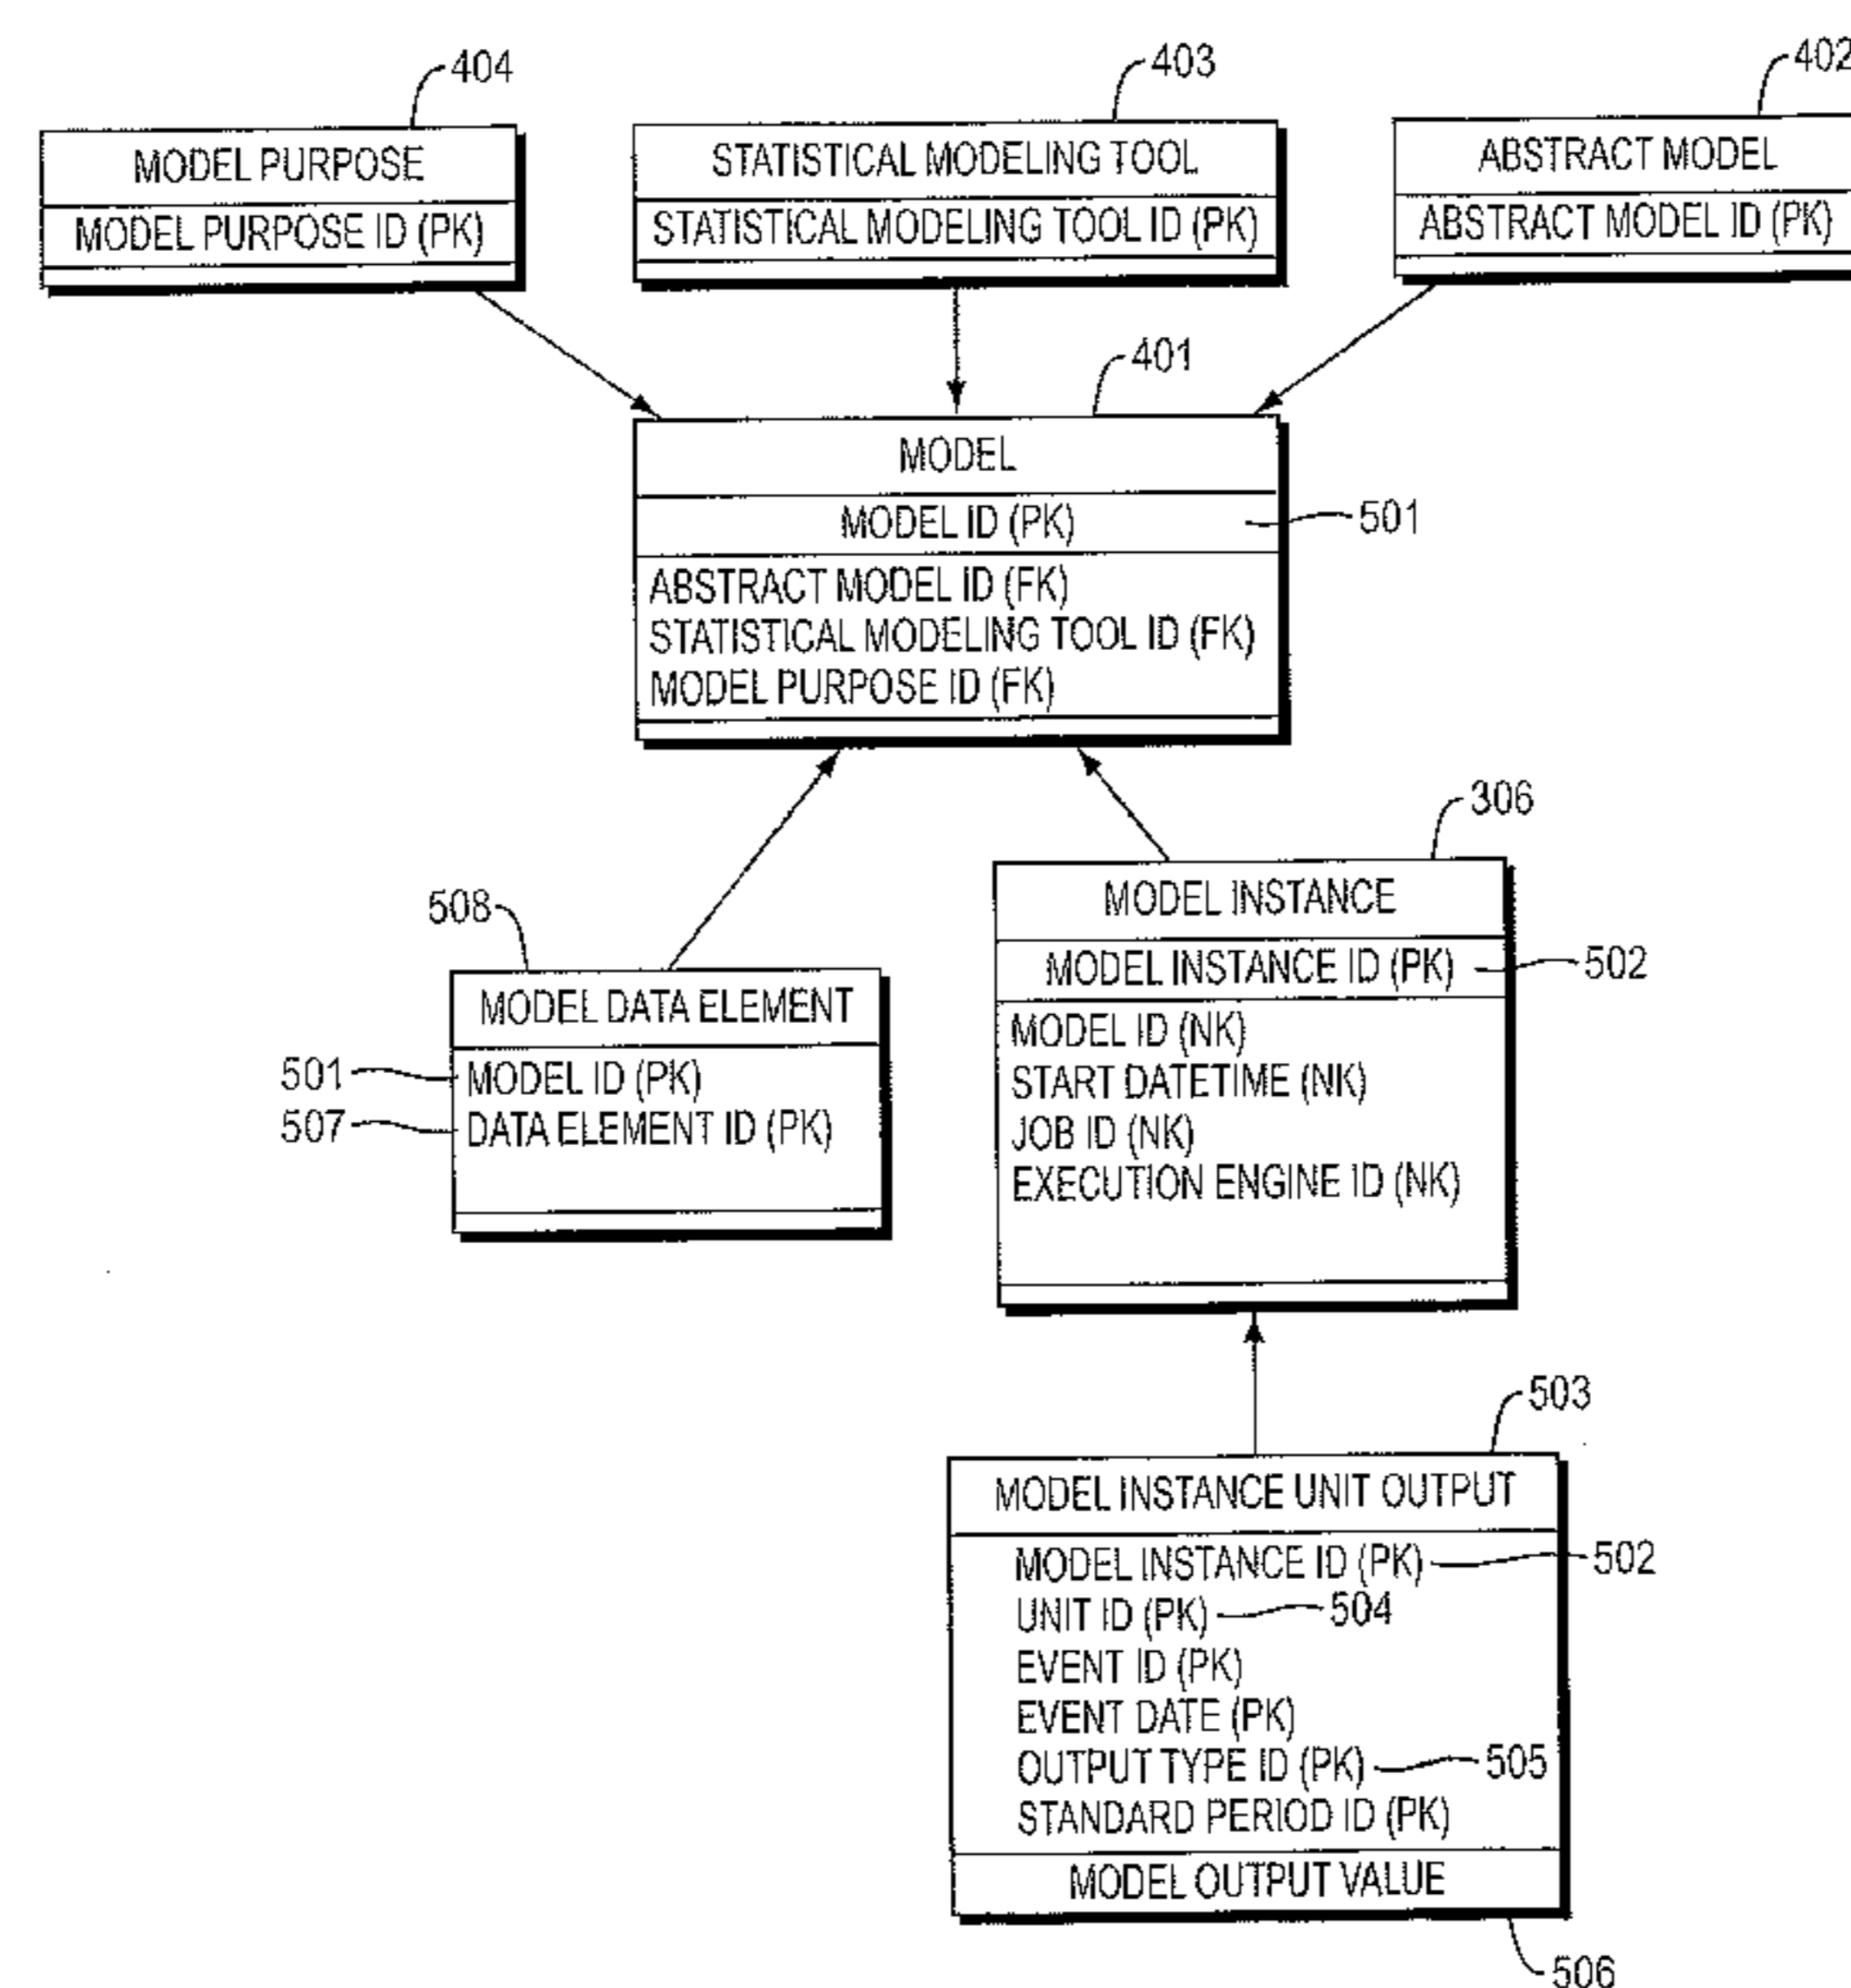 404
403
402
MODEL PURPOSE
MODEL PURPOSE ID (PK)
STATISTICAL MODELING TOOL
STATISTICAL MODELING TOOL ID (PK)
ABSTRACT MODEL
ABSTRACT MODEL ID (PK)
401
MODEL
MODEL ID (PK)
501
ABSTRACT MODEL ID (FK)
STATISTICAL MODELING TOOL ID (FK)
MODEL PURPOSE ID (FK)
508
MODEL DATA ELEMENT
501
MODEL ID (PK)
507
DATA ELEMENT ID (PK)
306
MODEL INSTANCE
MODEL INSTANCE ID (PK)
502
MODEL ID (NK)
START DATETIME (NK)
JOB ID (NK)
EXECUTION ENGINE ID (NK)
503
MODEL INSTANCE UNIT OUTPUT
MODEL INSTANCE ID (PK)
502
UNIT ID (PK)
504
EVENT ID (PK)
EVENT DATE (PK)
OUTPUT TYPE ID (PK)
505
STANDARD PERIOD ID (PK)
MODEL OUTPUT VALUE
506